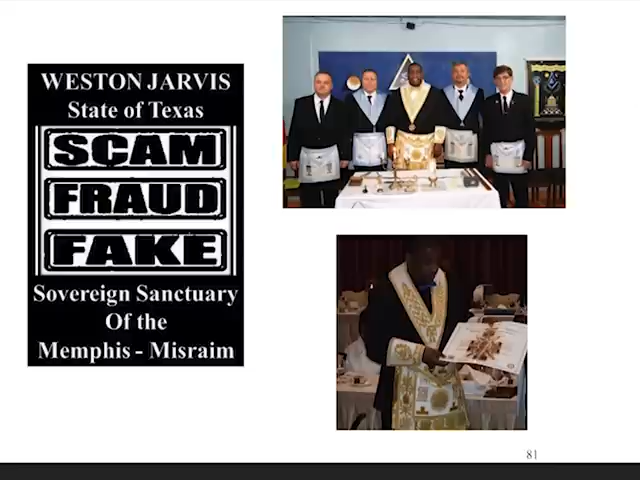 WESTON JARVIS
State of Texas
SCAM
FRAUD
FAKE
Sovereign Sanctuary
Of the
Memphis - Misraim
81